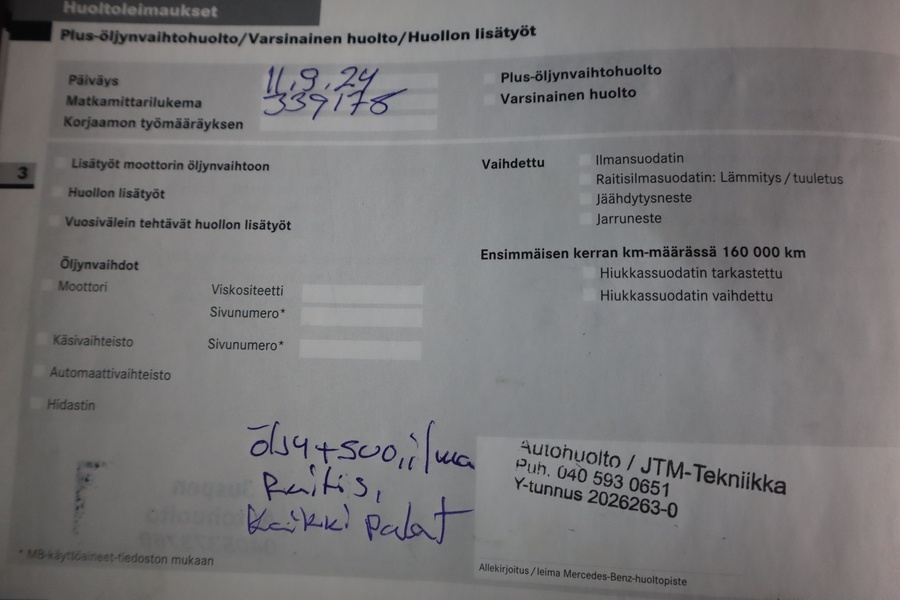 Huoltoleimaukset
Plus-öljynvaihtohuolto/Varsinainen huolto/Huollon lisätyöt
Päiväys 11.9.24
Matkamittarilukema 339178
Korjaamon työmääräyksen
Plus-öljynvaihtohuolto
Varsinainen huolto
3
Lisätyöt moottorin öljynvaihtoon
Huollon lisätyöt
Vuosivälein tehtävät huollon lisätyöt
Vaihdettu Ilmansuodatin
Raitisilmasuodatin: Lämmitys/tuuletus
Jäähdytysneste
Jarruneste
Ensimmäisen kerran km-määrässä 160 000 km
Hiukkassuodatin tarkastettu
Hiukkassuodatin vaihdettu
Öljynvaihdot
Moottori Viskositeetti
Sivunumero*
Käsivaihteisto Sivunumero*
Automaattivaihteisto
Hidastin
öljy+suo, ilma
Raitis,
Kaikki palat
Autohuolto / JTM-Tekniikka
Puh. 040 593 0651
Y-tunnus 2026263-0
* MB-käyttöaineet-tiedoston mukaan
Allekirjoitus/leima Mercedes-Benz-huoltopiste